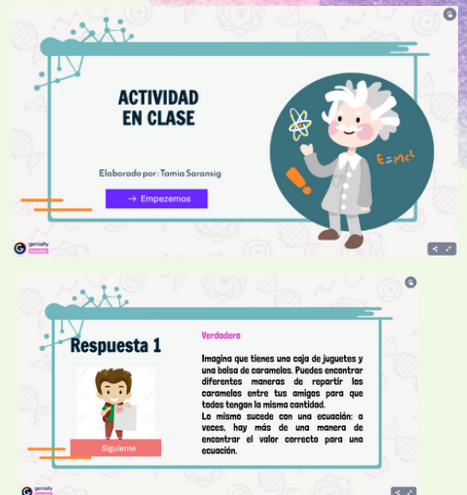 ACTIVIDAD
EN CLASE
E=mc²
Elaborado por: Tamia Saransig
→ Empezemos
genially
Respuesta 1
Verdadero
Imagina que tienes una caja de juguetes y
una bolsa de caramelos. Puedes encontrar
diferentes maneras de repartir los
caramelos entre tus amigos para que
todos tengan la misma cantidad.
Lo mismo sucede con una ecuación: a
veces, hay más de una manera de
encontrar el valor correcto para una
ecuación.
Siguiente
genially